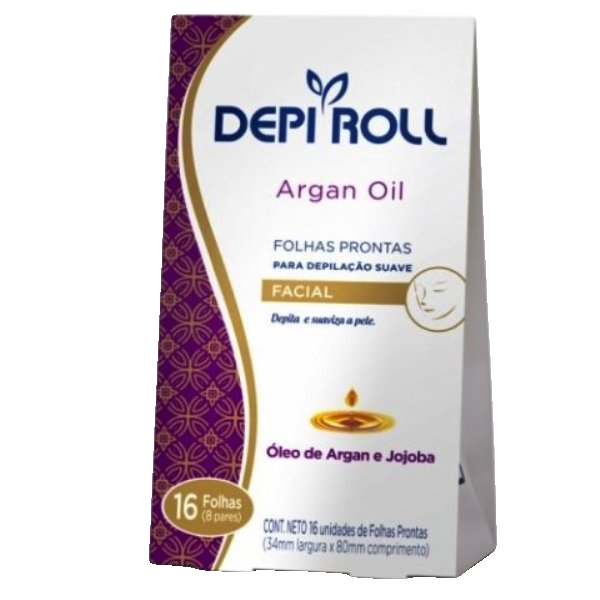 DEPI ROLL
Argan Oil
FOLHAS PRONTAS
PARA DEPILAÇÃO SUAVE
FACIAL
Depila e suaviza a pele.
Óleo de Argan e Jojoba
16 Folhas
(8 pares)
CONT. NETO 16 unidades de Folhas Prontas
(34mm largura x 80mm comprimento)